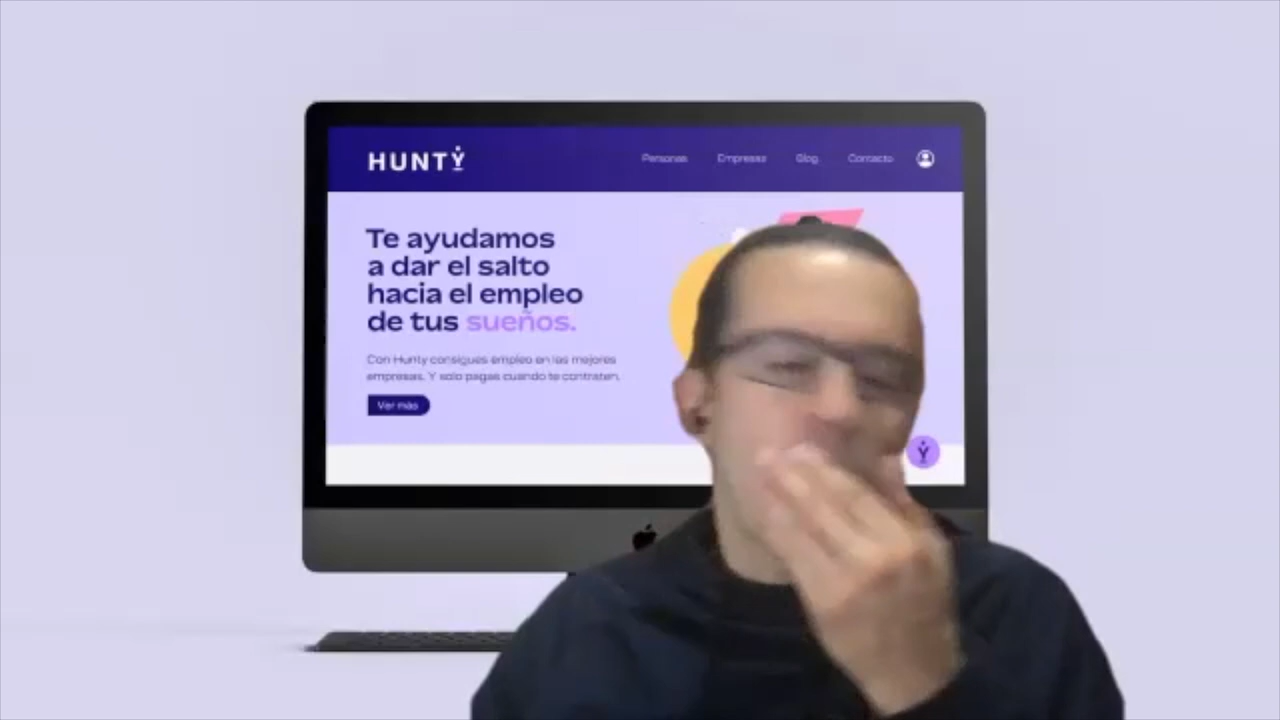 HUNTY
Personas Empresas Blog Contacto
Te ayudamos
a dar el salto
hacia el empleo
de tus sueños.
Con Hunty consigues empleo en las mejores
empresas. Y solo pagas cuando te contraten.
Ver más